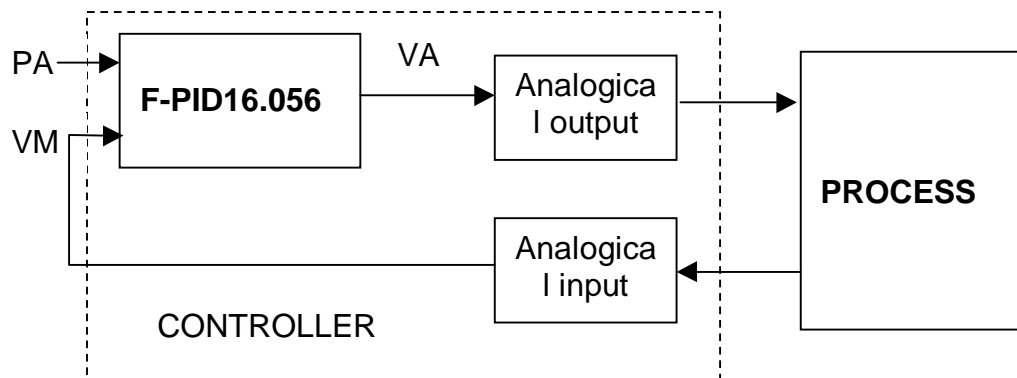 PA
VA
F-PID16.056
Analogica
l output
VM
PROCESS
Analogica
l input
CONTROLLER